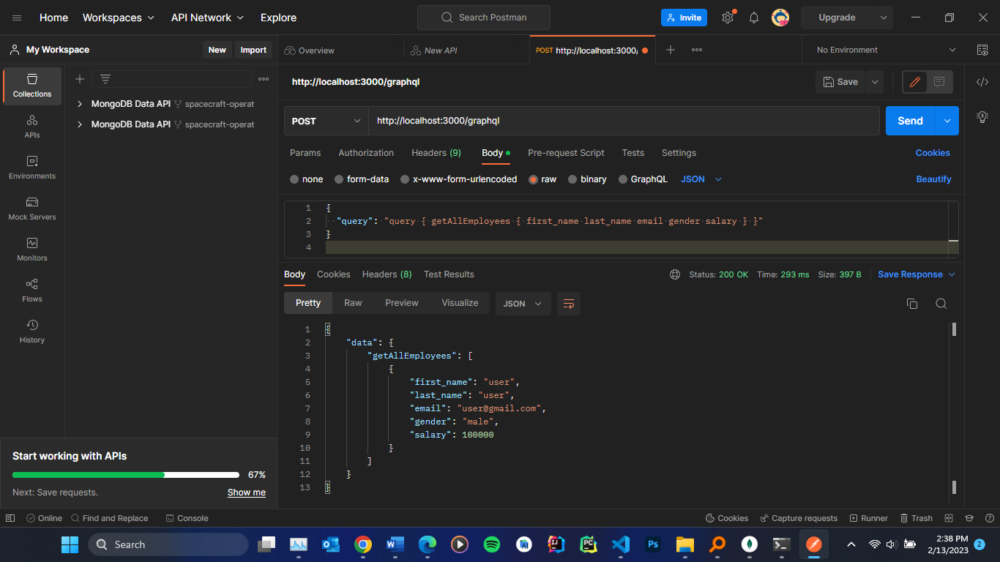 Home Workspaces API Network Explore Search Postman Invite Upgrade
My Workspace New Import Overview New API POST http://localhost:3000/ No Environment
http://localhost:3000/graphql Save
Collections
MongoDB Data API spacecraft-operat
MongoDB Data API spacecraft-operat
APIs
Environments
Mock Servers
Monitors
Flows
History
POST http://localhost:3000/graphql Send
Params Authorization Headers (9) Body Pre-request Script Tests Settings Cookies
none form-data x-www-form-urlencoded raw binary GraphQL JSON Beautify
1 {
2 "query": "query { getAllEmployees { first_name last_name email gender salary } }"
3 }
4
Body Cookies Headers (8) Test Results Status: 200 OK Time: 293 ms Size: 397 B Save Response
Pretty Raw Preview Visualize JSON
1 {
2 "data": {
3 "getAllEmployees": [
4 {
5 "first_name": "user",
6 "last_name": "user",
7 "email": "user@gmail.com",
8 "gender": "male",
9 "salary": 100000
10 }
11 ]
12 }
13 }
Start working with APIs
67%
Next: Save requests. Show me
Online Find and Replace Console Cookies Capture requests Runner Trash
Search 2:38 PM
2/13/2023 2